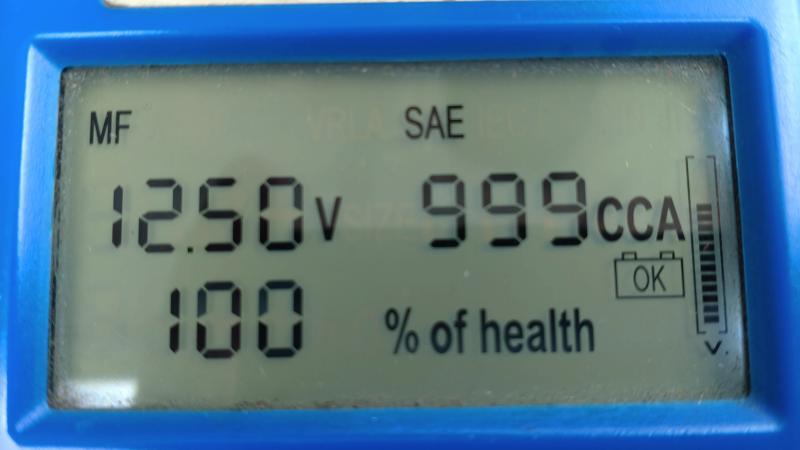 MF SAE
12.50V 999CCA
OK
100 % of health